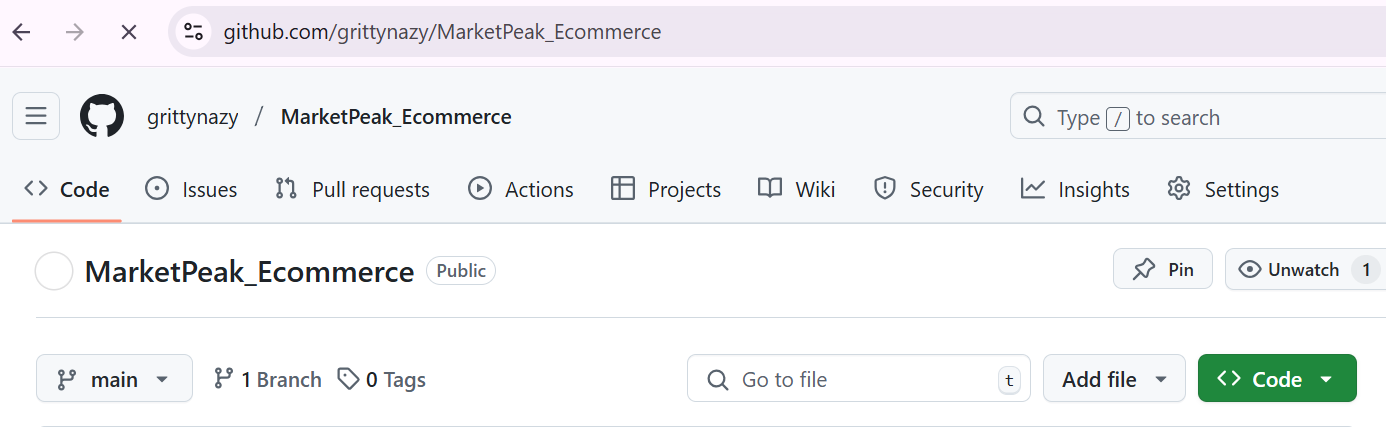 github.com/grittynazy/MarketPeak_Ecommerce
grittynazy / MarketPeak_Ecommerce
Type / to search
Code Issues Pull requests Actions Projects Wiki Security Insights Settings
MarketPeak_Ecommerce Public
Pin Unwatch 1
main 1 Branch 0 Tags
Go to file t Add file Code